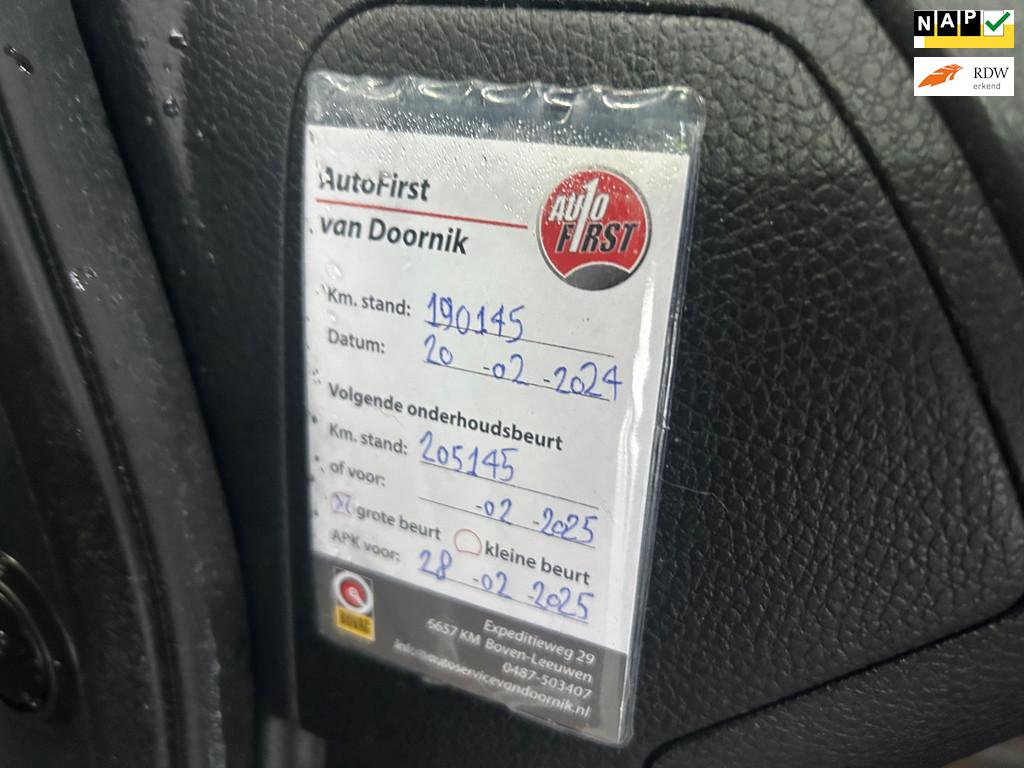 NAP
RDW
erkend
AutoFirst
van Doornik
AUTO
FIRST
Km. stand: 190145
Datum: 20 -02 -2024
Volgende onderhoudsbeurt
Km. stand: 205145
of voor: -02 -2025
grote beurt kleine beurt
APK voor: 28 -02 -2025
BOVAG
Expeditieweg 29
5657 KM Boven-Leeuwen
0487-503407
info@autoservicevandoornik.nl